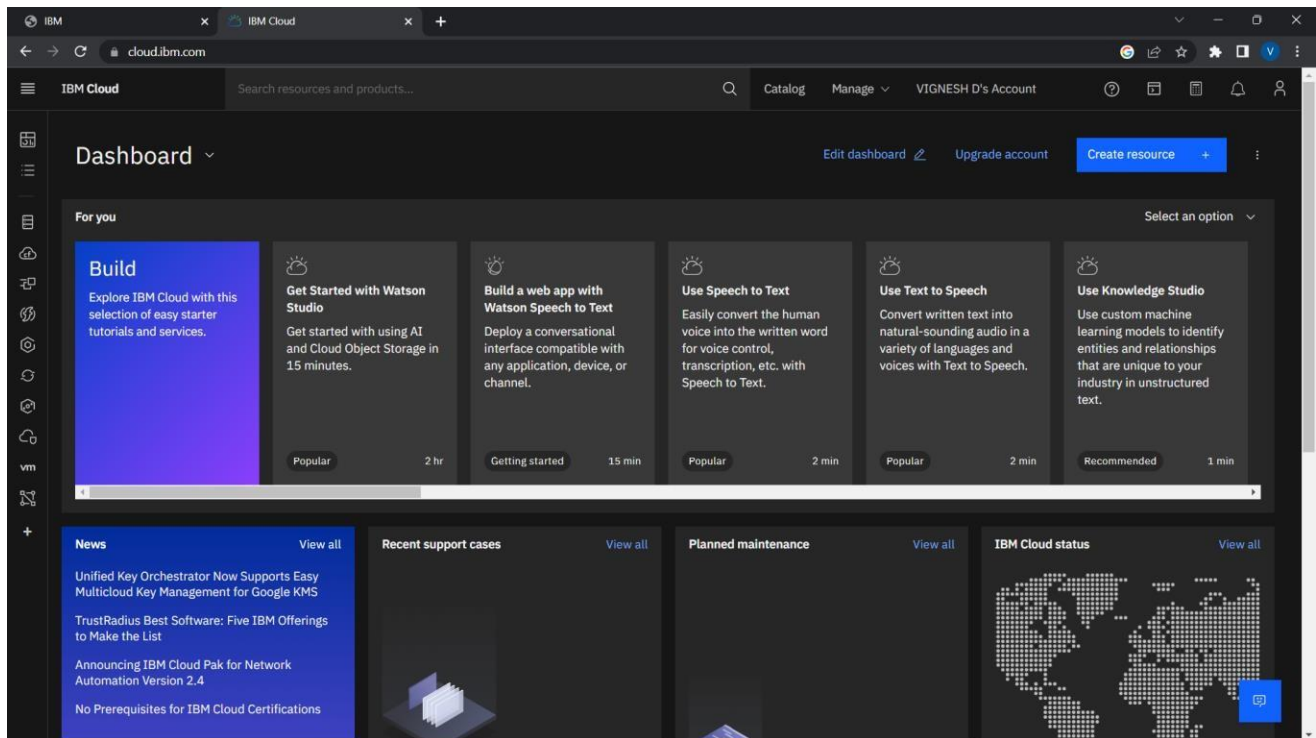 IBM
IBM Cloud
cloud.ibm.com
V
IBM Cloud
Search resources and products...
Catalog
Manage
VIGNESH D's Account
Dashboard
Edit dashboard
Upgrade account
Create resource +
For you
Select an option
Build
Explore IBM Cloud with this
selection of easy starter
tutorials and services.
Get Started with Watson
Studio
Get started with using AI
and Cloud Object Storage in
15 minutes.
Popular
2 hr
Build a web app with
Watson Speech to Text
Deploy a conversational
interface compatible with
any application, device, or
channel.
Getting started
15 min
Use Speech to Text
Easily convert the human
voice into the written word
for voice control,
transcription, etc. with
Speech to Text.
Popular
2 min
Use Text to Speech
Convert written text into
natural-sounding audio in a
variety of languages and
voices with Text to Speech.
Popular
2 min
Use Knowledge Studio
Use custom machine
learning models to identify
entities and relationships
that are unique to your
industry in unstructured
text.
Recommended
1 min
vm
News
View all
Unified Key Orchestrator Now Supports Easy
Multicloud Key Management for Google KMS
TrustRadius Best Software: Five IBM Offerings
to Make the List
Announcing IBM Cloud Pak for Network
Automation Version 2.4
No Prerequisites for IBM Cloud Certifications
Recent support cases
View all
Planned maintenance
View all
IBM Cloud status
View all